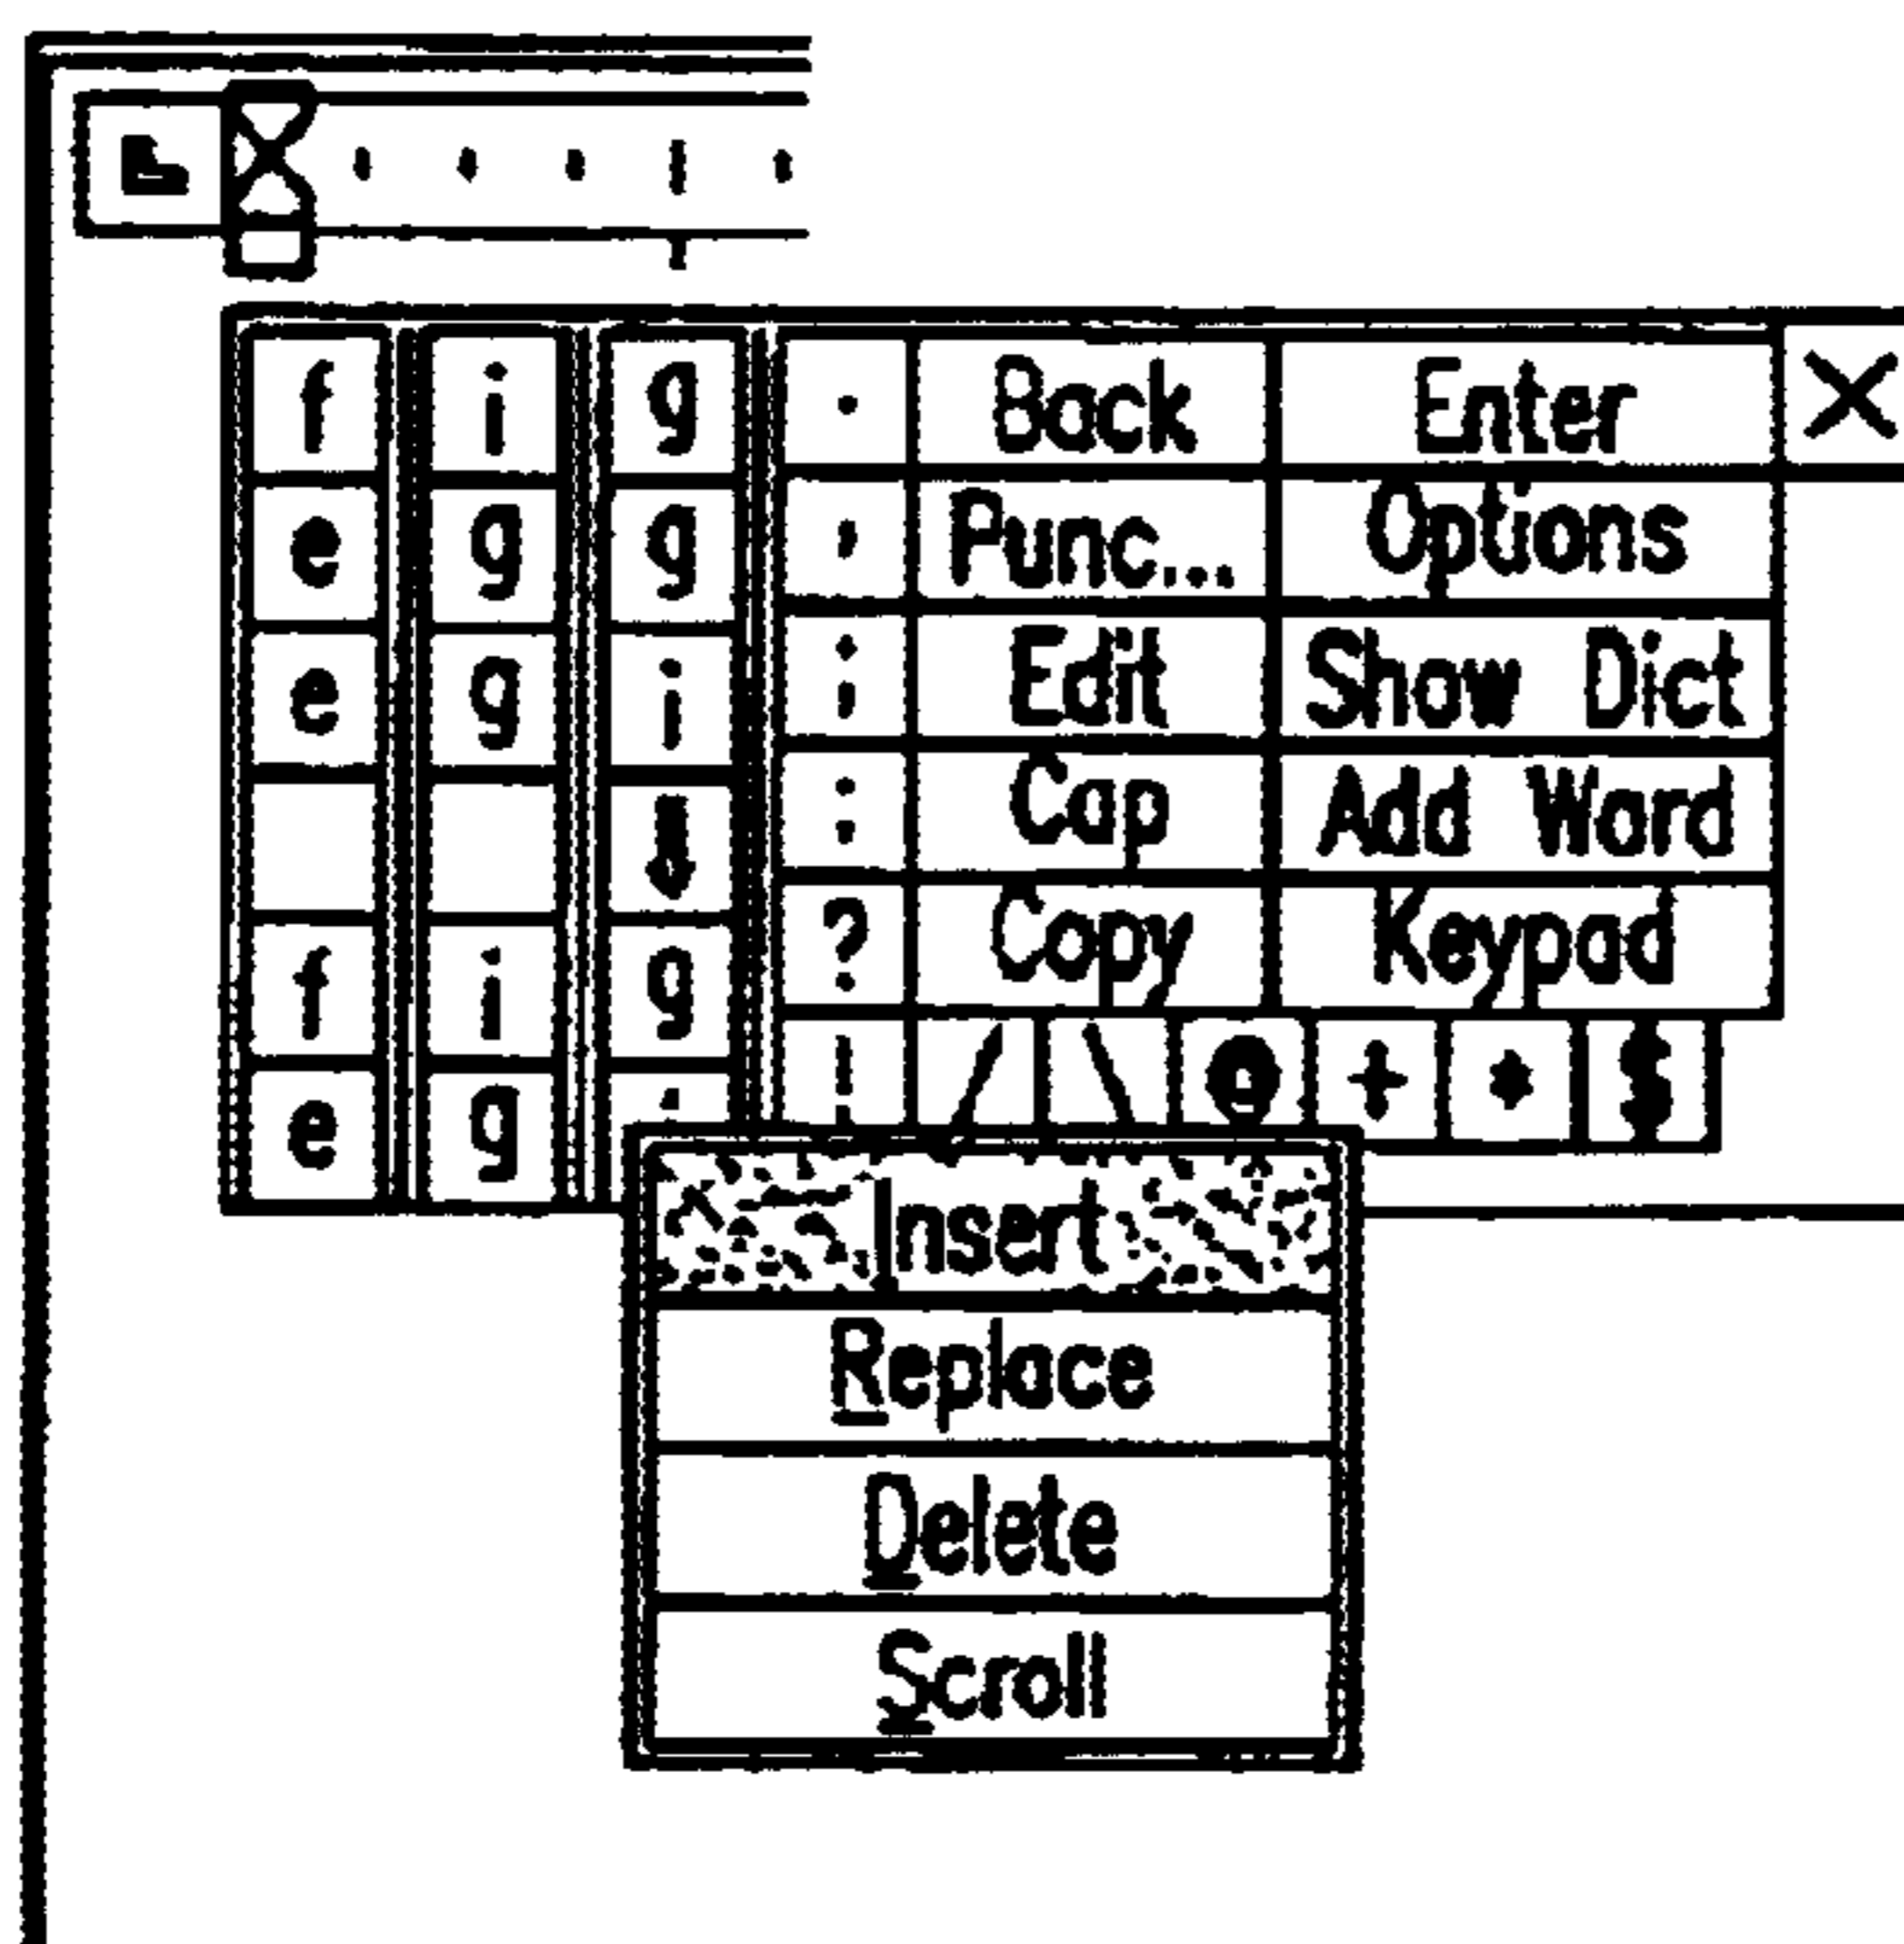 f i g . Back Enter X
e g g , Punc... Options
e g i ; Edit Show Dict
: Cap Add Word
f i g ? Copy Keypad
e g ! / \ + $
Insert
Replace
Delete
Scroll